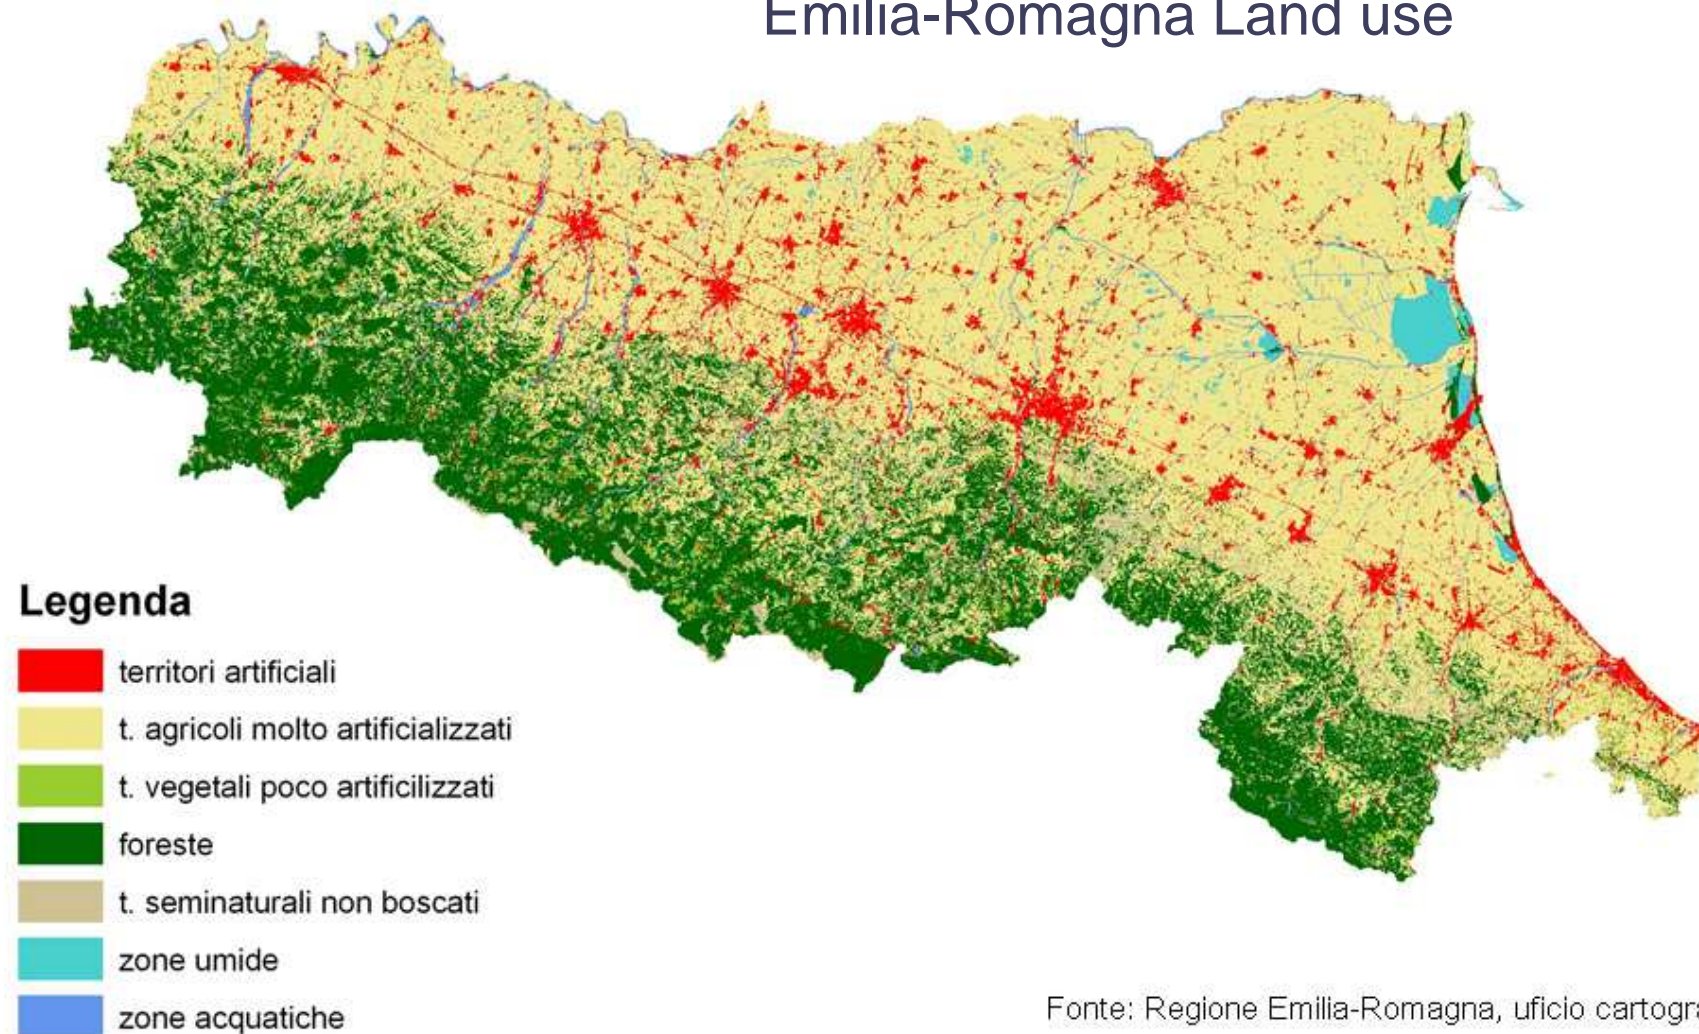 Emilia-Romagna Land use
Legenda
territori artificiali
t. agricoli molto artificializzati
t. vegetali poco artificilizzati
foreste
t. seminaturali non boscati
zone umide
zone acquatiche
Fonte: Regione Emilia-Romagna, uficio cartogra